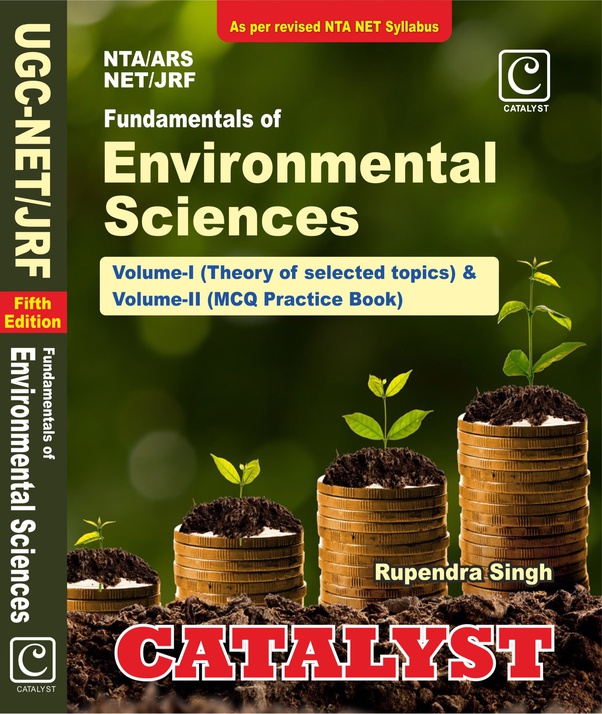 UGC-NET/JRF
Fifth
Edition
Fundamentals of
Environmental Sciences
C
CATALYST
As per revised NTA NET Syllabus
NTA/ARS
NET/JRF
C
CATALYST
Fundamentals of
Environmental
Sciences
Volume-I (Theory of selected topics) &
Volume-II (MCQ Practice Book)
Rupendra Singh
CATALYST